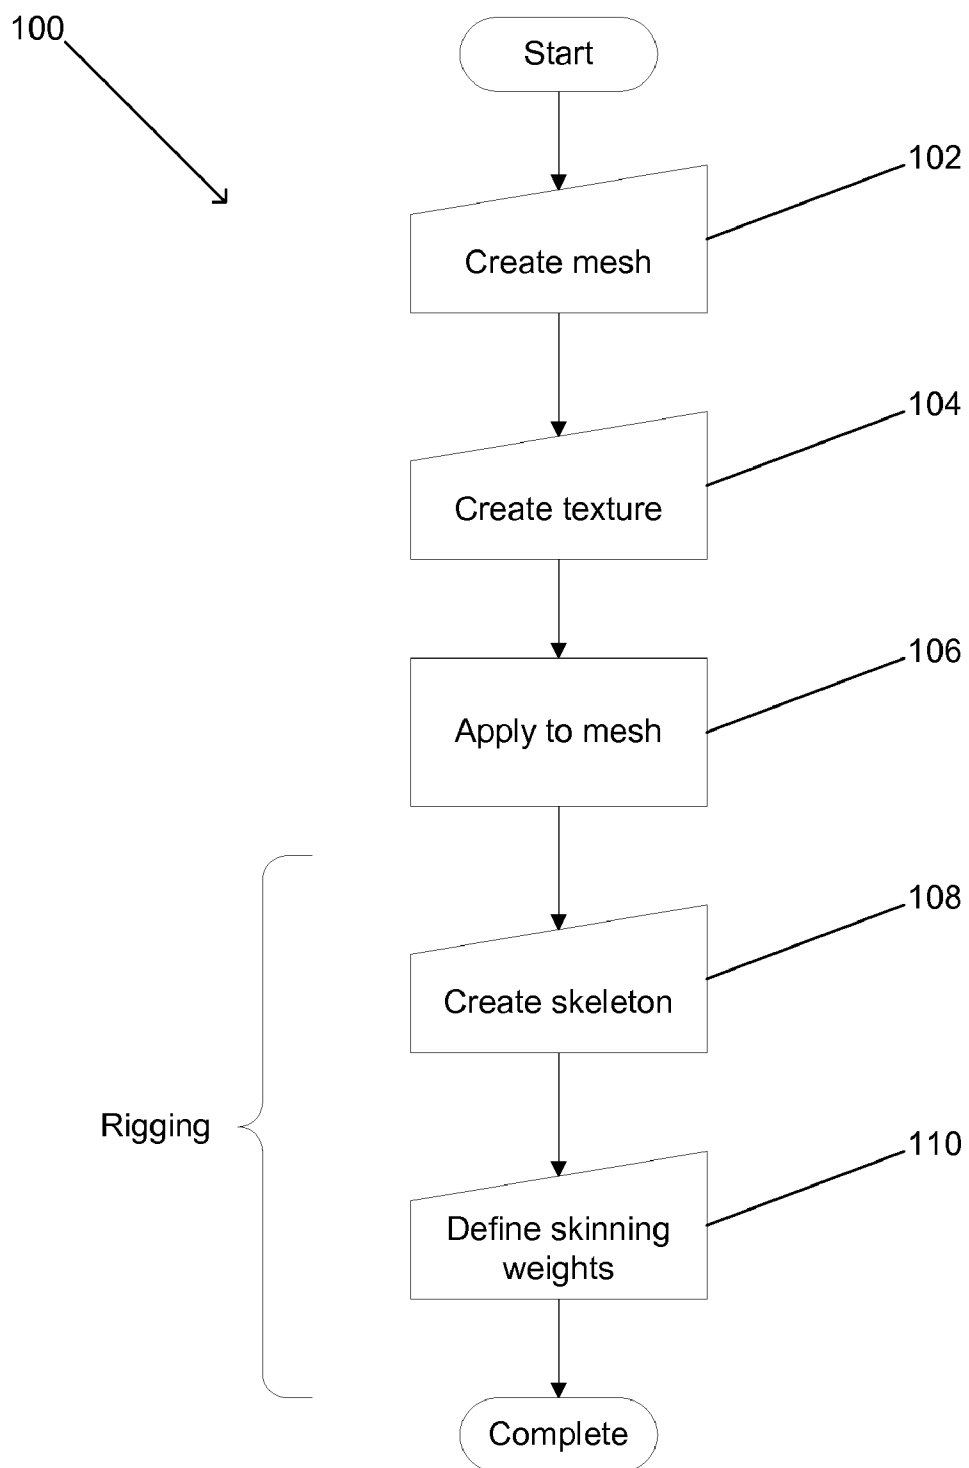 100
Start
102
Create mesh
104
Create texture
106
Apply to mesh
108
Create skeleton
Rigging
110
Define skinning
weights
Complete